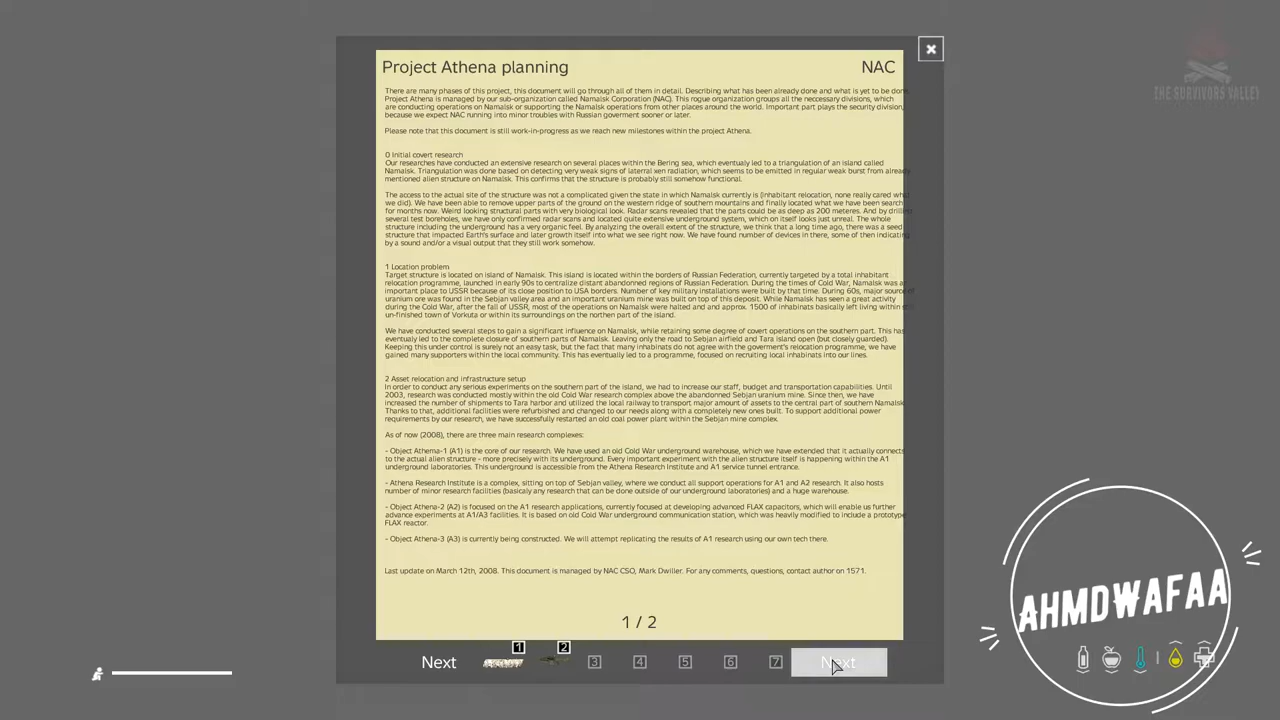 THE SURVIVORS VALLEY
Project Athena planning NAC
There are many phases of this project, this document will go through all of them in detail. Describing what has been already done and what is yet to be done.
Project Athena is managed by our sub-organization called Namalsk Corporation (NAC). This rogue organization groups all the neccessary divisions, which
are conducting operations on Namalsk or supporting the Namalsk operations from other places around the world. Important part plays the security division,
because we expect NAC running into minor troubles with Russian goverment sooner or later.
Please note that this document is still work-in-progress as we reach new milestones within the project Athena.
0 Initial covert research
Our researches have conducted an extensive research on several places within the Bering sea, which eventualy led to a triangulation of an island called
Namalsk. Triangulation was done based on detecting very weak signs of lateral xen radiation, which seems to be emitted in regular weak burst from already
mentioned alien structure on Namalsk. This confirms that the structure is probably still somehow functional.
The access to the actual site of the structure was not a complicated given the state in which Namalsk currently is (inhabitant relocation, none really cared what
we did). We have been able to remove upper parts of the ground on the western ridge of southern mountains and finally located what we have been search
for months now. Weird looking structural parts with very biological look. Radar scans revealed that the parts could be as deep as 200 meteres. And by drilling
several test boreholes, we have only confirmed radar scans and located quite extensive underground system, which on itself looks just unreal. The whole
structure including the underground has a very organic feel. By analyzing the overall extent of the structure, we think that a long time ago, there was a seed
structure that impacted Earth's surface and later growth itself into what we see right now. We have found number of devices in there, some of then indicating
by a sound and/or a visual output that they still work somehow.
1 Location problem
Target structure is located on island of Namalsk. This island is located within the borders of Russian Federation, currently targeted by a total inhabitant
relocation programme, launched in early 90s to centralize distant abandoned regions of Russian Federation. During the times of Cold War, Namalsk was an
important place to USSR because of its close position to USA borders. Number of key military installations were built by that time. During 60s, major source of
uranium ore was found in the Sebjan valley area and an important uranium mine was built on top of this deposit. While Namalsk has seen a great activity
during the Cold War, after the fall of USSR, most of the operations on Namalsk were halted and and approx. 1500 of inhabinats basically left living within the
un-finished town of Vorkuta or within its surroundings on the northen part of the island.
We have conducted several steps to gain a significant influence on Namalsk, while retaining some degree of covert operations on the southern part. This has
eventualy led to the complete closure of southern parts of Namalsk. Leaving only the road to Sebjan airfield and Tara island open (but closely guarded).
Keeping this under control is surely not an easy task, but the fact that many inhabinats do not agree with the goverment's relocation programme, we have
gained many supporters within the local community. This has eventually led to a programme, focused on recruiting local inhabinats into our lines.
2 Asset relocation and infrastructure setup
In order to conduct any serious experiments on the southern part of the island, we had to increase our staff, budget and transportation capabilities. Until
2003, research was conducted mostly within the old Cold War research complex above the abandonned Sebjan uranium mine. Since then, we have
increased the number of shipments to Tara harbor and utilized the local railway to transport major amount of assets to the central part of southern Namalsk.
Thanks to that, additional facilities were refurbished and changed to our needs along with a completely new ones built. To support additional power
requirements by our research, we have successfully restarted an old coal power plant within the Sebjan mine complex.
As of now (2008), there are three main research complexes:
- Object Athema-1 (A1) is the core of our research. We have used an old Cold War underground warehouse, which we have extended that it actually connects
to the actual alien structure - more precisely with its underground. Every important experiment with the alien structure itself is happening within the A1
underground laboratories. This underground is accessible from the Athena Research Institute and A1 service tunnel entrance.
- Athena Research Institute is a complex, sitting on top of Sebjan valley, where we conduct all support operations for A1 and A2 research. It also hosts
number of minor research facilities (basicaly any research that can be done outside of our underground laboratories) and a huge warehouse.
- Object Athena-2 (A2) is focused on the A1 research applications, currently focused at developing advanced FLAX capacitors, which will enable us further
advance experiments at A1/A3 facilities. It is based on old Cold War underground communication station, which was heavily modified to include a prototype
FLAX reactor.
- Object Athena-3 (A3) is currently being constructed. We will attempt replicating the results of A1 research using our own tech there.
Last update on March 12th, 2008. This document is managed by NAC CSO, Mark Dwiller. For any comments, questions, contact author on 1571.
1 / 2
Next 1 2 3 4 5 6 7 Next
AHMDWAFAA